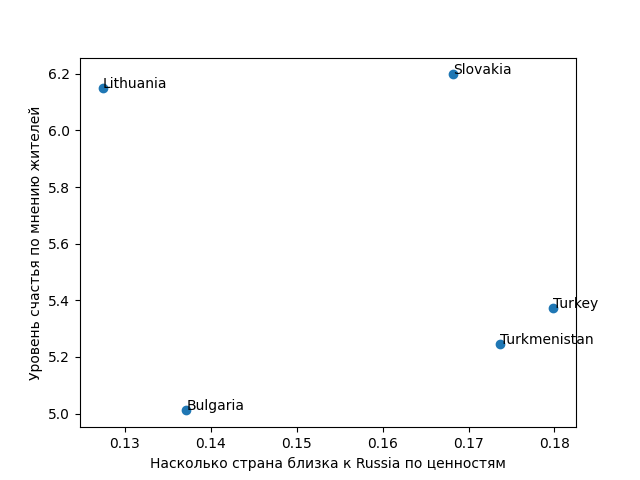 Уровень счастья по мнению жителей
6.2
6.0
5.8
5.6
5.4
5.2
5.0
Lithuania
Slovakia
Turkey
Turkmenistan
Bulgaria
0.13 0.14 0.15 0.16 0.17 0.18
Насколько страна близка к Russia по ценностям